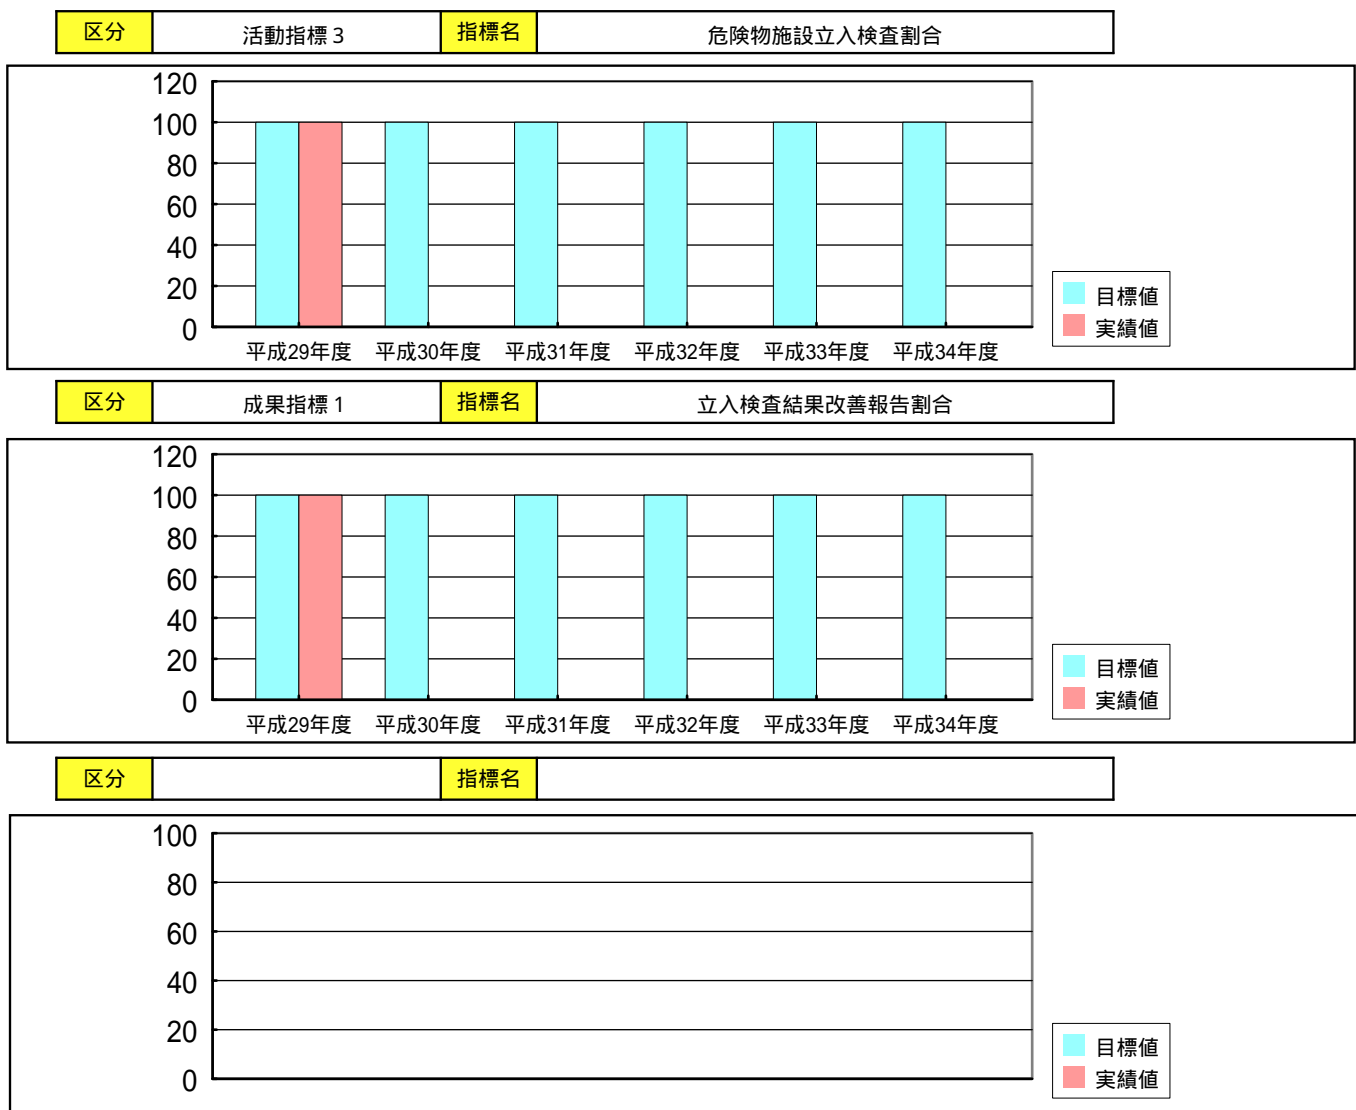 区分 活動指標３ 指標名 危険物施設立入検査割合
120
100
80
60
40
20
0
平成29年度 平成30年度 平成31年度 平成32年度 平成33年度 平成34年度
目標値
実績値
区分 成果指標１ 指標名 立入検査結果改善報告割合
120
100
80
60
40
20
0
平成29年度 平成30年度 平成31年度 平成32年度 平成33年度 平成34年度
目標値
実績値
区分 指標名
100
80
60
40
20
0
目標値
実績値